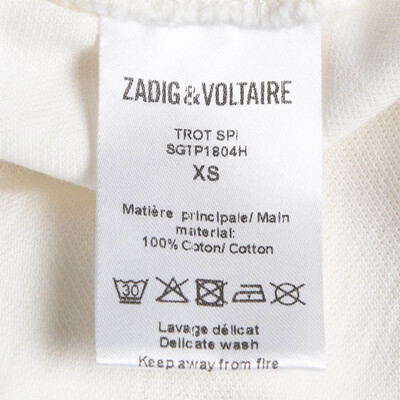 ZADIG&VOLTAIRE
TROT SPI
SGTP1804H
XS
Matière principale/ Main
material:
100% Coton/ Cotton
30
Lavage délicat
Delicate wash
Keep away from fire